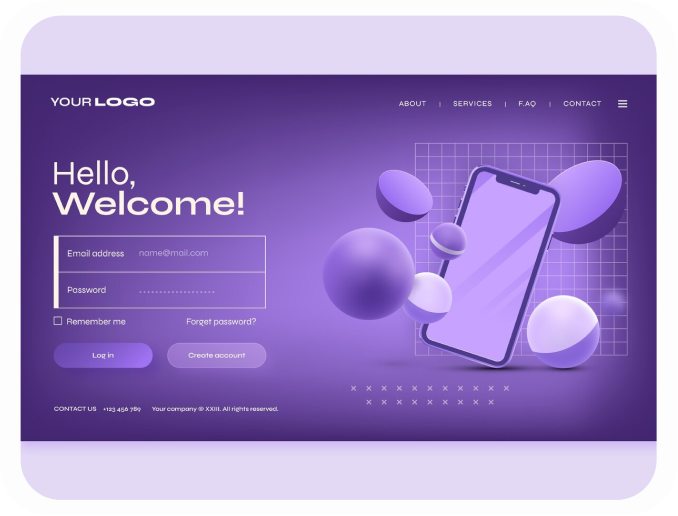 YOUR LOGO
ABOUT | SERVICES | F.A.Q | CONTACT
Hello,
Welcome!
Email address name@mail.com
Password
Remember me Forget password?
Log in Create account
CONTACT US +123 456 789 Your company © XXIII. All rights reserved.